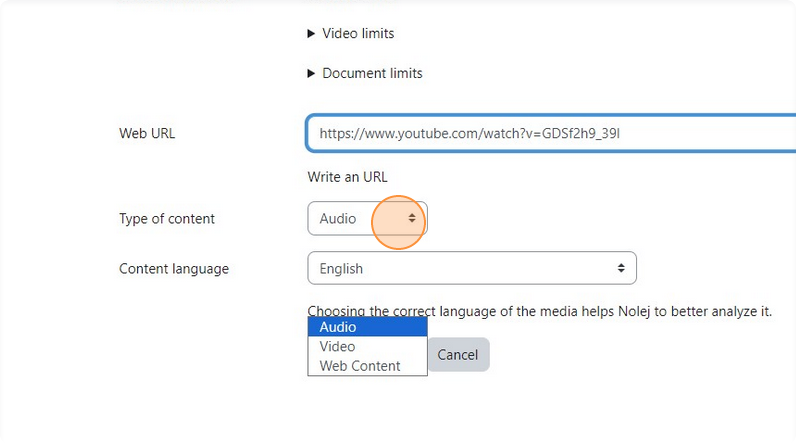 Video limits
Document limits
Web URL
https://www.youtube.com/watch?v=GDSf2h9_39I
Write an URL
Type of content
Audio
Content language
English
Choosing the correct language of the media helps Nolej to better analyze it.
Audio
Video
Web Content
Cancel